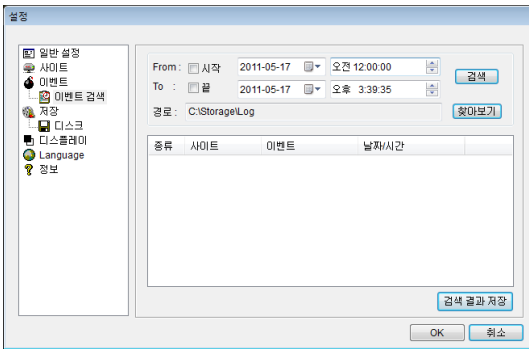 설정
일반 설정
사이트
이벤트
이벤트 검색
저장
디스크
디스플레이
Language
정보
From : 시작 2011-05-17 오전 12:00:00 검색
To : 끝 2011-05-17 오후 3:39:35
경로 : C:\Storage\Log 찾아보기
종류 사이트 이벤트 날짜/시간
검색 결과 저장
OK 취소